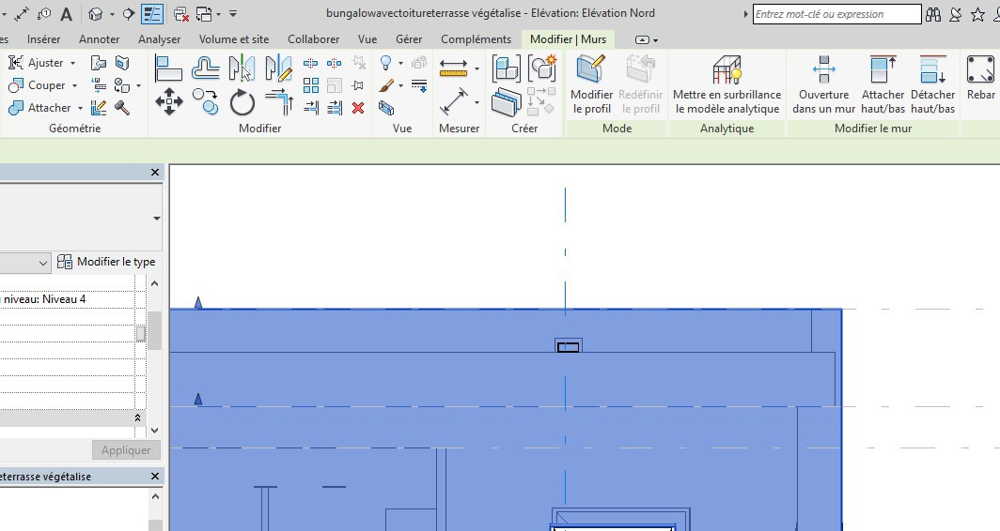 A
bungalowavectoitureterrasse végétalise - Elévation: Elévation Nord
Entrez mot-clé ou expression
es Insérer Annoter Analyser Volume et site Collaborer Vue Gérer Compléments Modifier | Murs
Ajuster
Couper
Attacher
Modifier le profil
Redéfinir le profil
Mettre en surbrillance le modèle analytique
Ouverture dans un mur
Attacher haut/bas
Détacher haut/bas
Rebar
Géométrie Modifier Vue Mesurer Créer Mode Analytique Modifier le mur
Modifier le type
niveau: Niveau 4
Appliquer
eterrasse végétalise